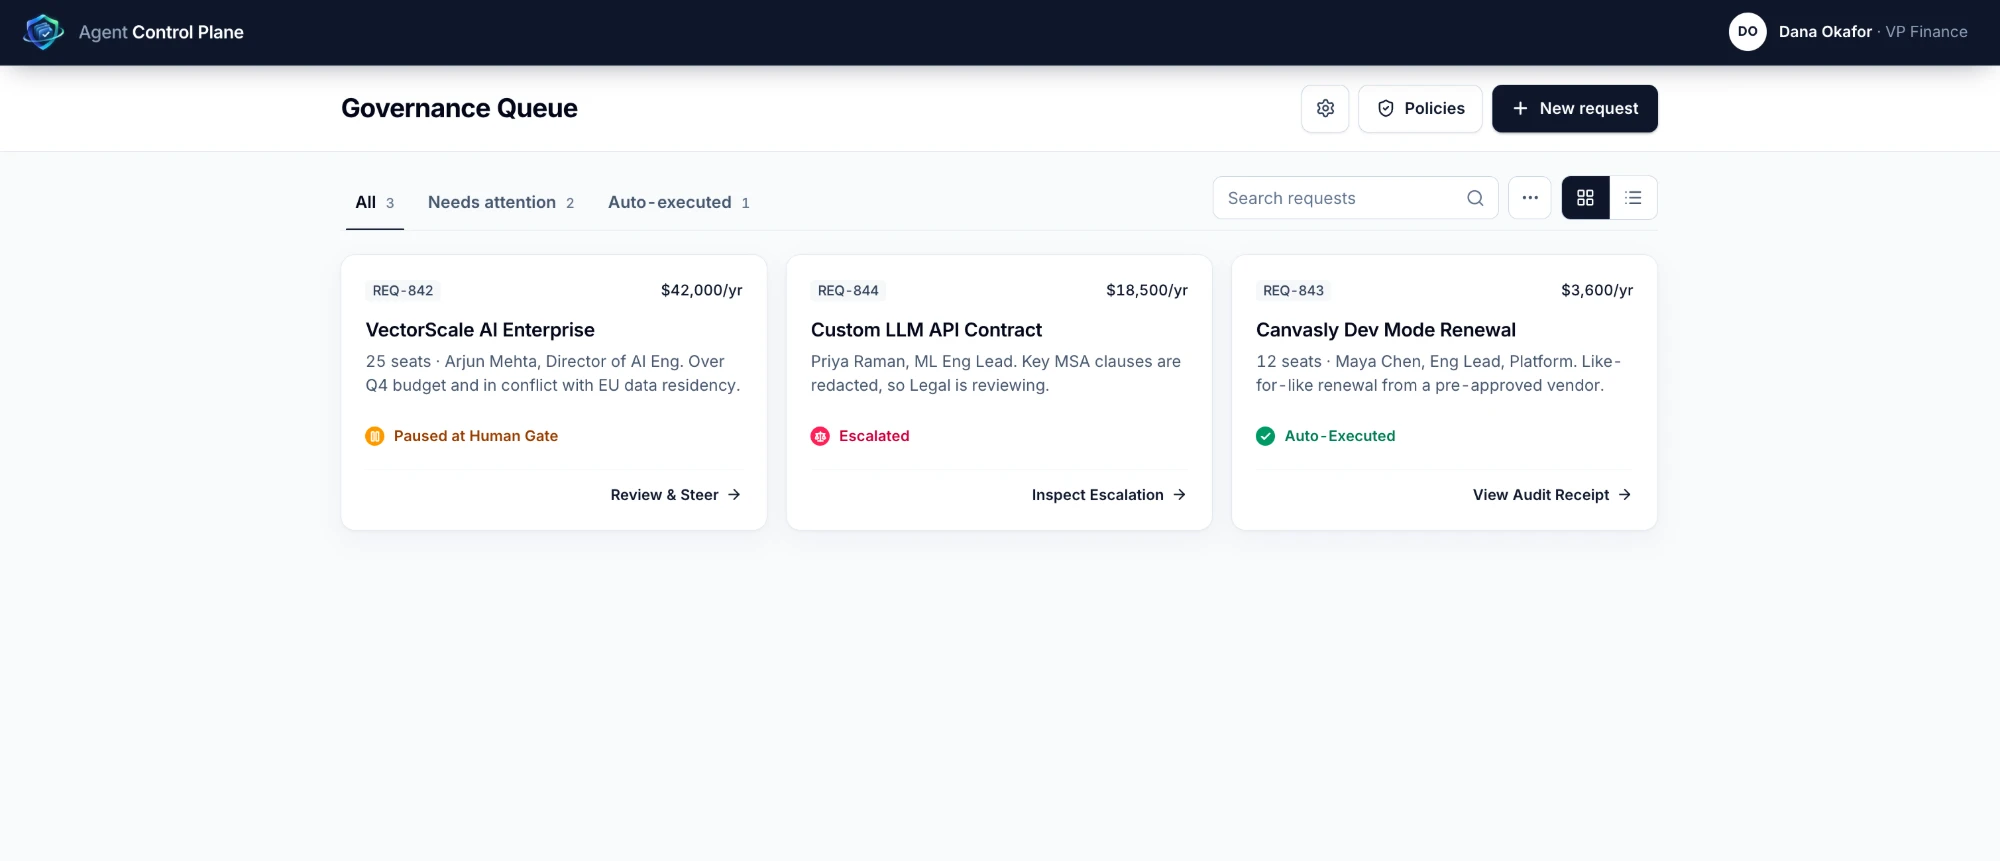 Agent Control Plane
DO Dana Okafor · VP Finance
Governance Queue
Policies
New request
All 3
Needs attention 2
Auto-executed 1
Search requests
REQ-842
$42,000/yr
VectorScale AI Enterprise
25 seats · Arjun Mehta, Director of AI Eng. Over
Q4 budget and in conflict with EU data residency.
Paused at Human Gate
Review & Steer
REQ-844
$18,500/yr
Custom LLM API Contract
Priya Raman, ML Eng Lead. Key MSA clauses are
redacted, so Legal is reviewing.
Escalated
Inspect Escalation
REQ-843
$3,600/yr
Canvasly Dev Mode Renewal
12 seats · Maya Chen, Eng Lead, Platform. Like-
for-like renewal from a pre-approved vendor.
Auto-Executed
View Audit Receipt